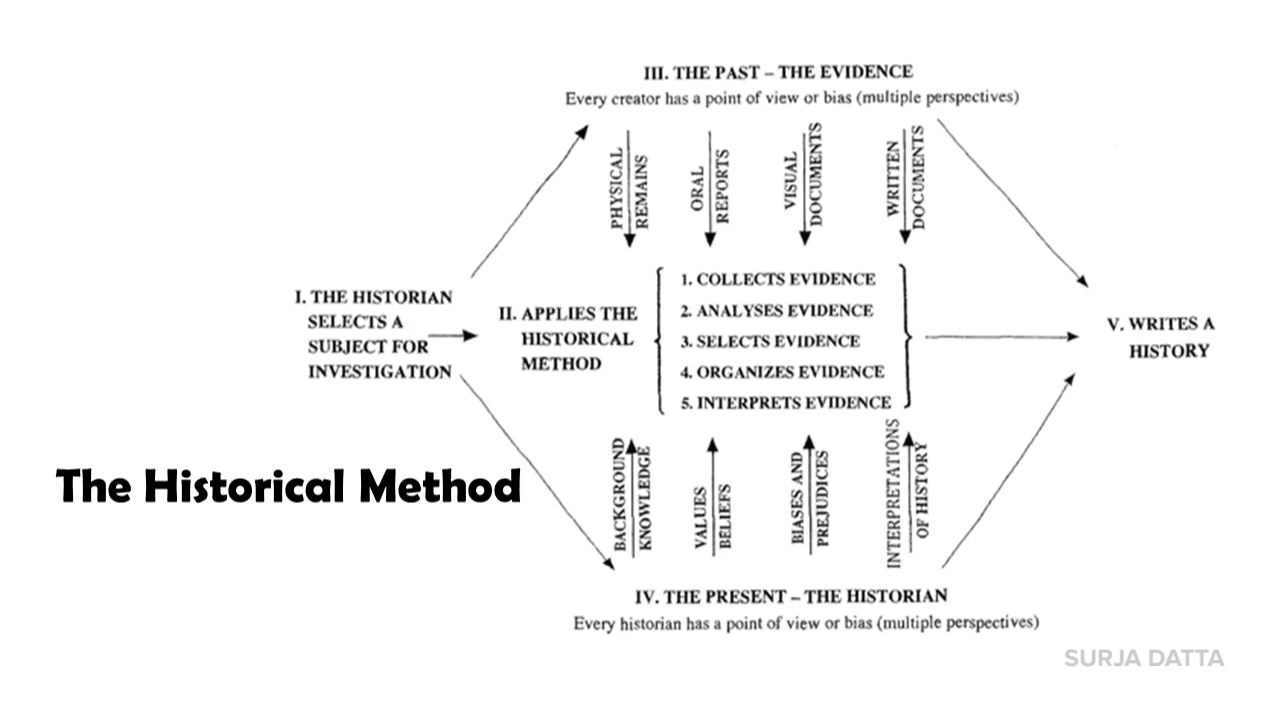 III. THE PAST – THE EVIDENCE
Every creator has a point of view or bias (multiple perspectives)
PHYSICAL
REMAINS
ORAL
REPORTS
VISUAL
DOCUMENTS
WRITTEN
DOCUMENTS
I. THE HISTORIAN
SELECTS A
SUBJECT FOR
INVESTIGATION
II. APPLIES THE
HISTORICAL
METHOD
1. COLLECTS EVIDENCE
2. ANALYSES EVIDENCE
3. SELECTS EVIDENCE
4. ORGANIZES EVIDENCE
5. INTERPRETS EVIDENCE
V. WRITES A
HISTORY
The Historical Method
BACKGROUND
KNOWLEDGE
VALUES
BELIEFS
BIASES AND
PREJUDICES
INTERPRETATIONS
OF HISTORY
IV. THE PRESENT – THE HISTORIAN
Every historian has a point of view or bias (multiple perspectives)
SURJA DATTA